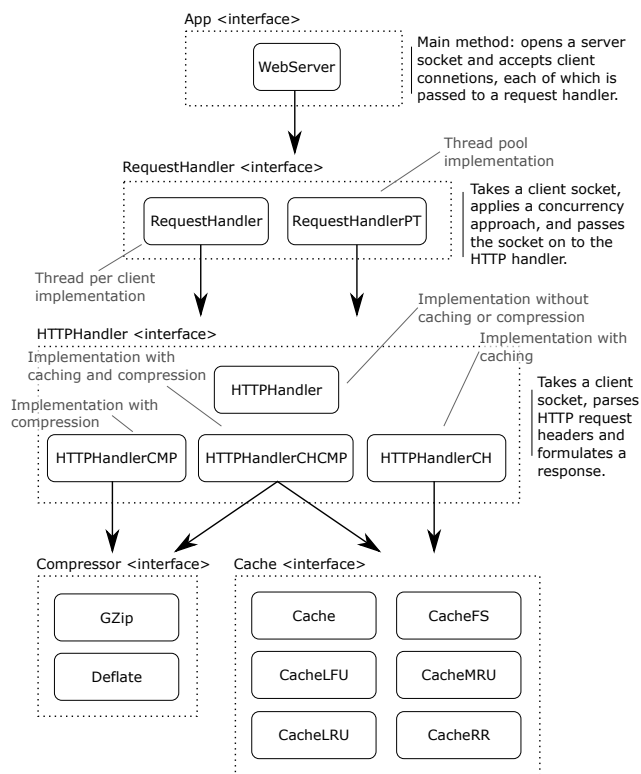 App <interface>
WebServer
Main method: opens a server
socket and accepts client
connetions, each of which is
passed to a request handler.
Thread pool
implementation
RequestHandler <interface>
RequestHandler
RequestHandlerPT
Takes a client socket,
applies a concurrency
approach, and passes
the socket on to the
HTTP handler.
Thread per client
implementation
Implementation without
caching or compression
HTTPHandler <interface>
Implementation with
caching
Implementation with
caching and compression
HTTPHandler
Implementation with
compression
Takes a client
socket, parses
HTTP request
headers and
formulates a
response.
HTTPHandlerCMP
HTTPHandlerCHCMP
HTTPHandlerCH
Compressor <interface>
GZip
Deflate
Cache <interface>
Cache
CacheFS
CacheLFU
CacheMRU
CacheLRU
CacheRR